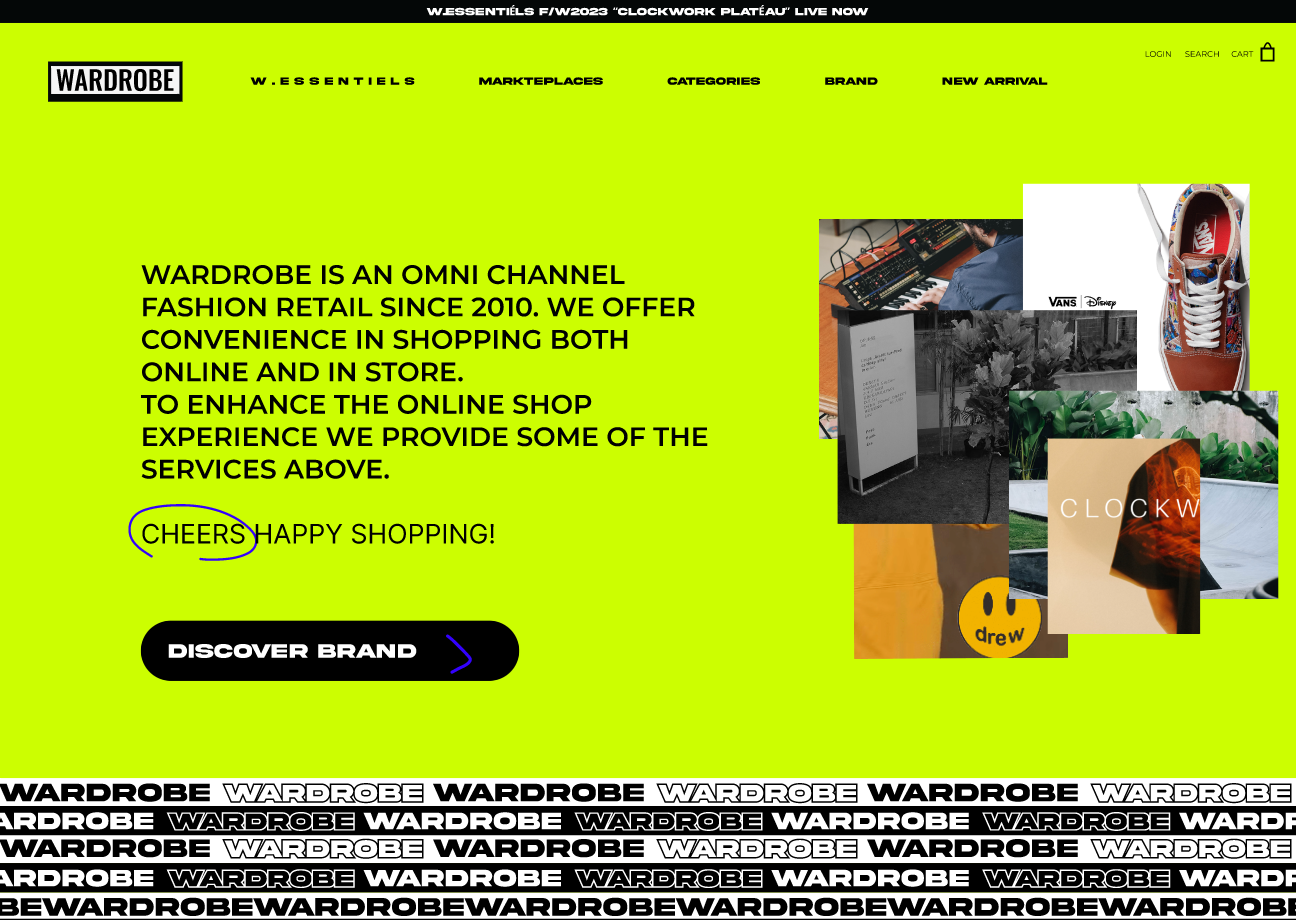 W.ESSENTIÉLS F/W2023 "CLOCKWORK PLATÉAU" LIVE NOW
LOGIN SEARCH CART
WARDROBE
W.ESSENTIELS MARKTEPLACES CATEGORIES BRAND NEW ARRIVAL
WARDROBE IS AN OMNI CHANNEL
FASHION RETAIL SINCE 2010. WE OFFER
CONVENIENCE IN SHOPPING BOTH
ONLINE AND IN STORE.
TO ENHANCE THE ONLINE SHOP
EXPERIENCE WE PROVIDE SOME OF THE
SERVICES ABOVE.
CHEERS HAPPY SHOPPING!
DISCOVER BRAND
VANS
VANS Disney
CLOCKW
drew
WARDROBE WARDROBE WARDROBE WARDROBE WARDROBE WARDROBE
ARDROBE WARDROBE WARDROBE WARDROBE WARDROBE WARDROBE WARDR
WARDROBE WARDROBE WARDROBE WARDROBE WARDROBE WARDROBE
ARDROBE WARDROBE WARDROBE WARDROBE WARDROBE WARDROBE WARDR
BEWARDROBEWARDROBEWARDROBEWARDROBEWARDROBEWARDROBE